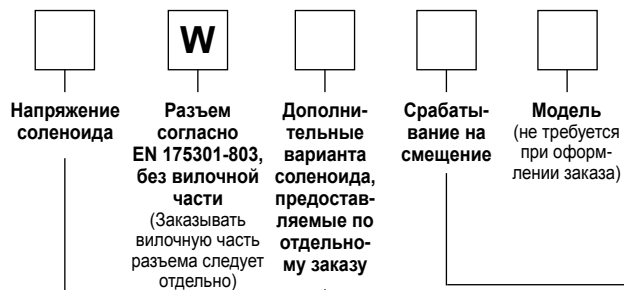 W
Напряжение
соленоида
Разъем
согласно
EN 175301-803,
без вилочной
части
(Заказывать
вилочную часть
разъема следует
отдельно)
Дополни-
тельные
варианта
соленоида,
предостав-
ляемые по
отдельно-
му заказу
Срабаты-
вание на
смещение
Модель
(не требуется
при оформ-
лении заказа)